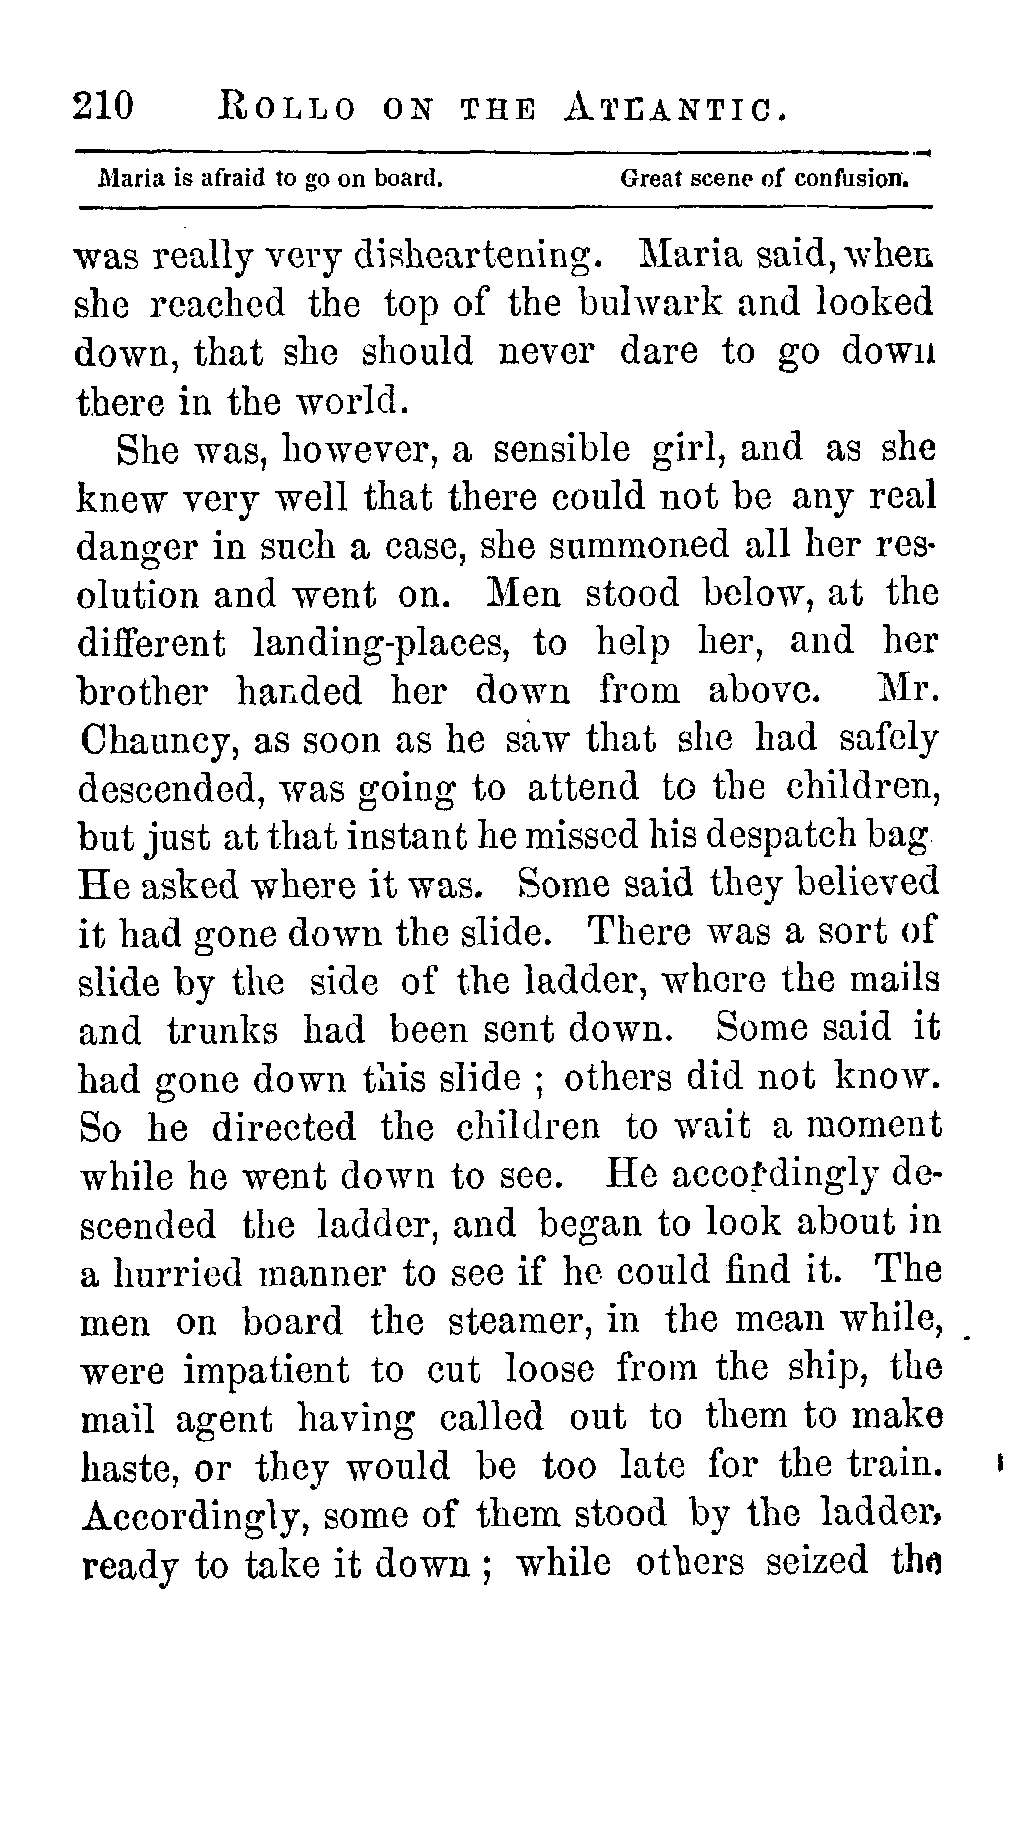 210 ROLLO ON THE ATLANTIC.
Maria is afraid to go on board. Great scene of confusion.
was really very disheartening. Maria said, when
she reached the top of the bulwark and looked
down, that she should never dare to go down
there in the world.
She was, however, a sensible girl, and as she
knew very well that there could not be any real
danger in such a case, she summoned all her res-
olution and went on. Men stood below, at the
different landing-places, to help her, and her
brother handed her down from above. Mr.
Chauncy, as soon as he saw that she had safely
descended, was going to attend to the children,
but just at that instant he missed his despatch bag
He asked where it was. Some said they believed
it had gone down the slide. There was a sort of
slide by the side of the ladder, where the mails
and trunks had been sent down. Some said it
had gone down this slide ; others did not know.
So he directed the children to wait a moment
while he went down to see. He accordingly de-
scended the ladder, and began to look about in
a hurried manner to see if he could find it. The
men on board the steamer, in the mean while,
were impatient to cut loose from the ship, the
mail agent having called out to them to make
haste, or they would be too late for the train.
Accordingly, some of them stood by the ladder,
ready to take it down ; while others seized the